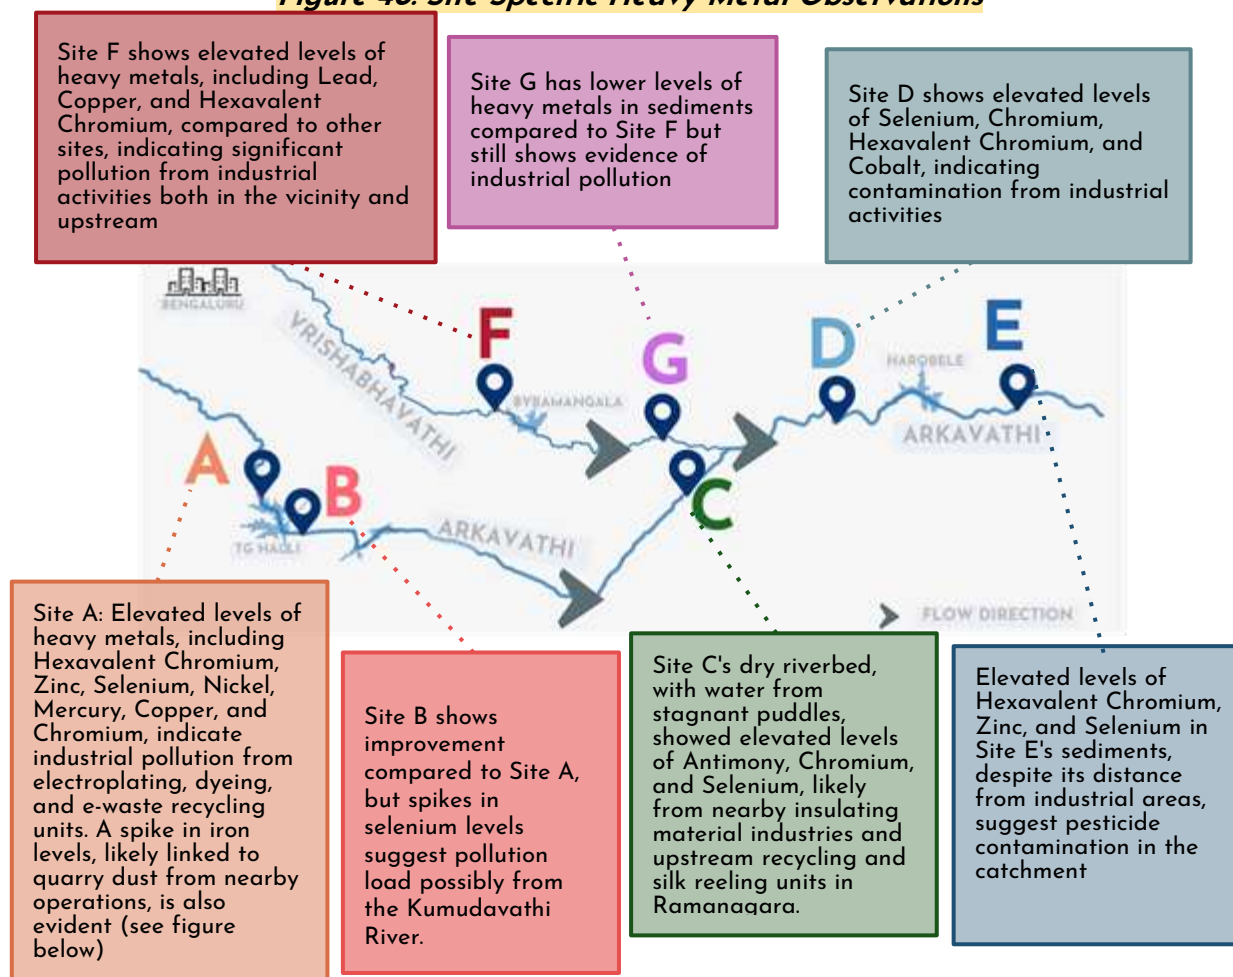 Figure 46: Site-Specific Heavy Metal Observations
Site F shows elevated levels of
heavy metals, including Lead,
Copper, and Hexavalent
Chromium, compared to other
sites, indicating significant
pollution from industrial
activities both in the vicinity and
upstream
Site G has lower levels of
heavy metals in sediments
compared to Site F but
still shows evidence of
industrial pollution
Site D shows elevated levels
of Selenium, Chromium,
Hexavalent Chromium, and
Cobalt, indicating
contamination from industrial
activities
BENGALURU
VRISHABHAVATHI
F
BYRAMANGALA
G
D
HAROBELE
E
ARKAVATHI
A
B
TG HALLI
ARKAVATHI
C
FLOW DIRECTION
Site A: Elevated levels of
heavy metals, including
Hexavalent Chromium,
Zinc, Selenium, Nickel,
Mercury, Copper, and
Chromium, indicate
industrial pollution from
electroplating, dyeing,
and e-waste recycling
units. A spike in iron
levels, likely linked to
quarry dust from nearby
operations, is also
evident (see figure
below)
Site B shows
improvement
compared to Site A,
but spikes in
selenium levels
suggest pollution
load possibly from
the Kumudavathi
River.
Site C's dry riverbed,
with water from
stagnant puddles,
showed elevated levels
of Antimony, Chromium,
and Selenium, likely
from nearby insulating
material industries and
upstream recycling and
silk reeling units in
Ramanagara.
Elevated levels of
Hexavalent Chromium,
Zinc, and Selenium in
Site E's sediments,
despite its distance
from industrial areas,
suggest pesticide
contamination in the
catchment